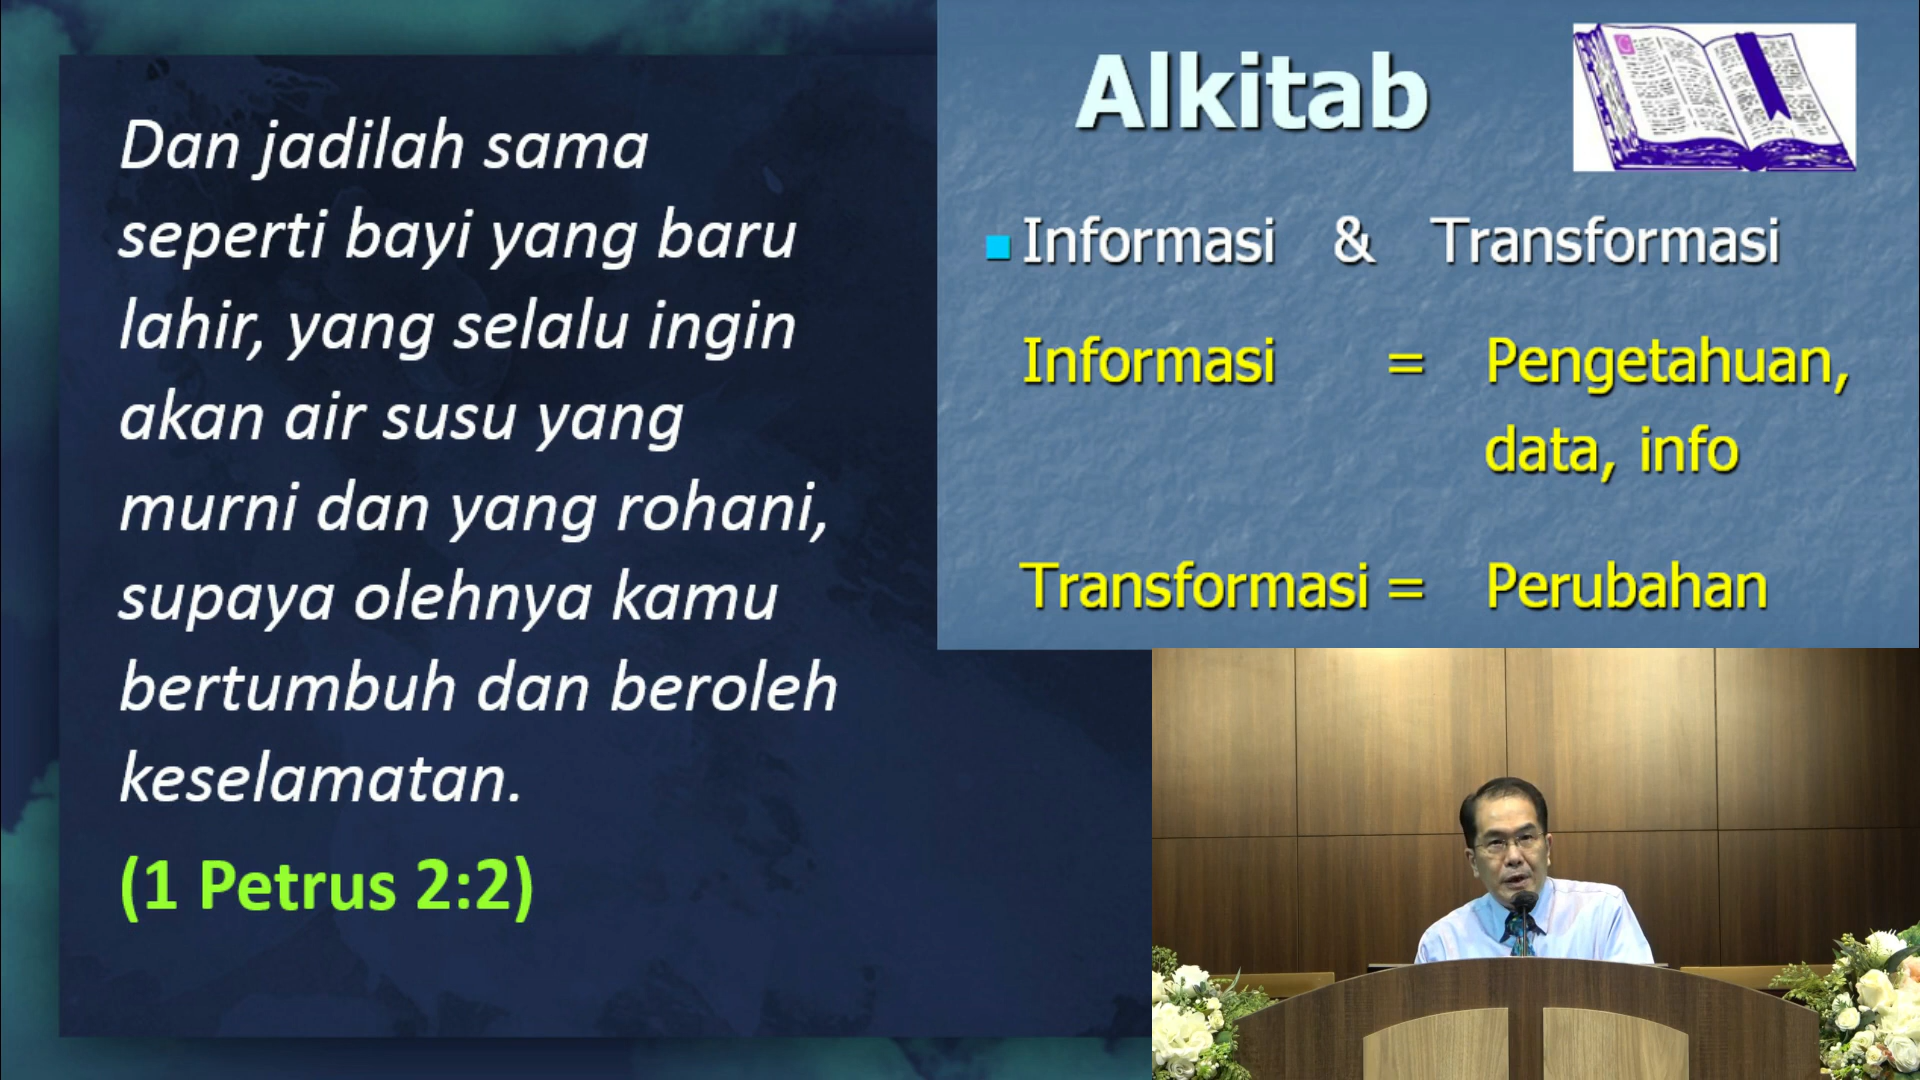 Dan jadilah sama
seperti bayi yang baru
lahir, yang selalu ingin
akan air susu yang
murni dan yang rohani,
supaya olehnya kamu
bertumbuh dan beroleh
keselamatan.
(1 Petrus 2:2)
Alkitab
Informasi & Transformasi
Informasi = Pengetahuan,
data, info
Transformasi = Perubahan